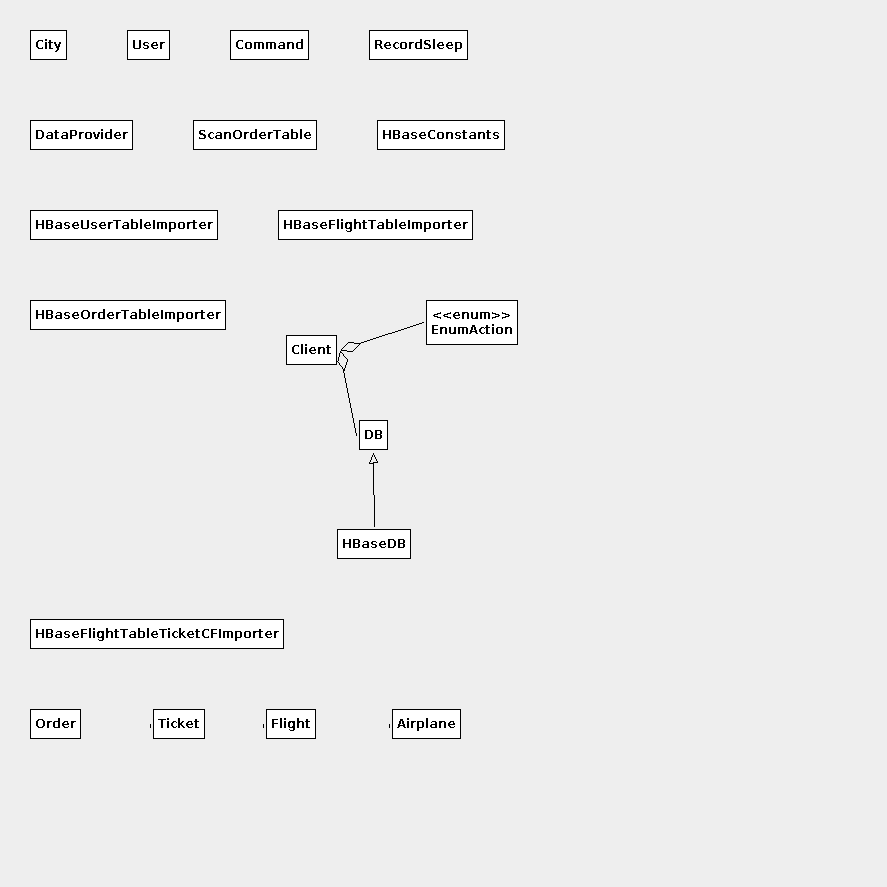 City
User
Command
RecordSleep
DataProvider
ScanOrderTable
HBaseConstants
HBaseUserTableImporter
HBaseFlightTableImporter
HBaseOrderTableImporter
<<enum>>
EnumAction
Client
DB
HBaseDB
HBaseFlightTableTicketCFImporter
Order
Ticket
Flight
Airplane